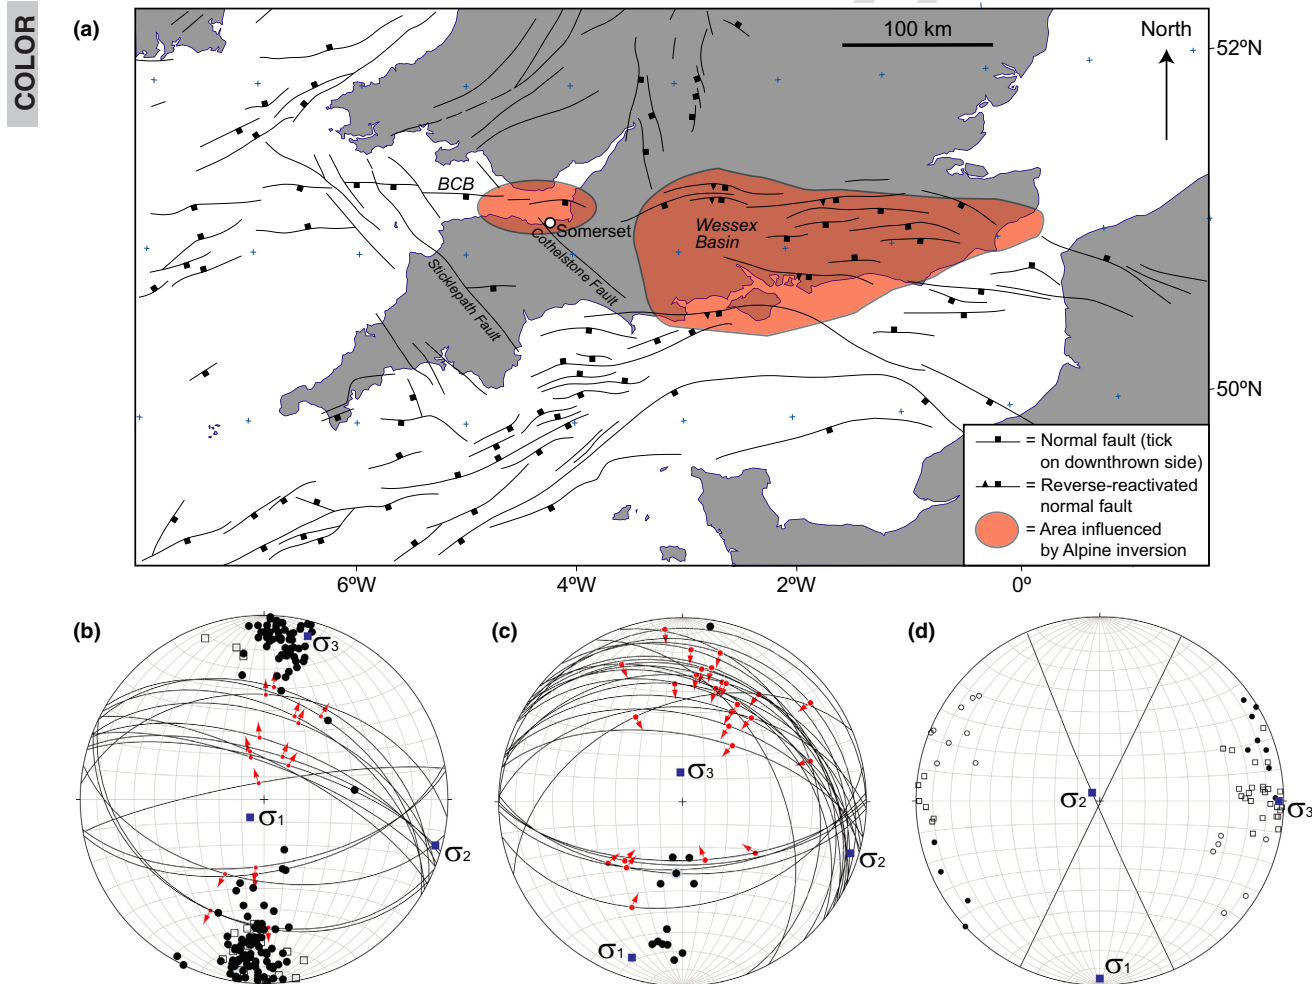 COLOR
(a)
100 km
North
52ºN
BCB
Somerset
Wessex
Basin
Cothelstone Fault
Sticklepath Fault
50ºN
= Normal fault (tick
on downthrown side)
= Reverse-reactivated
normal fault
= Area influenced
by Alpine inversion
6ºW
4ºW
2ºW
0º
(b)
σ3
σ1
σ2
(c)
σ3
σ2
σ1
(d)
σ2
σ3
σ1